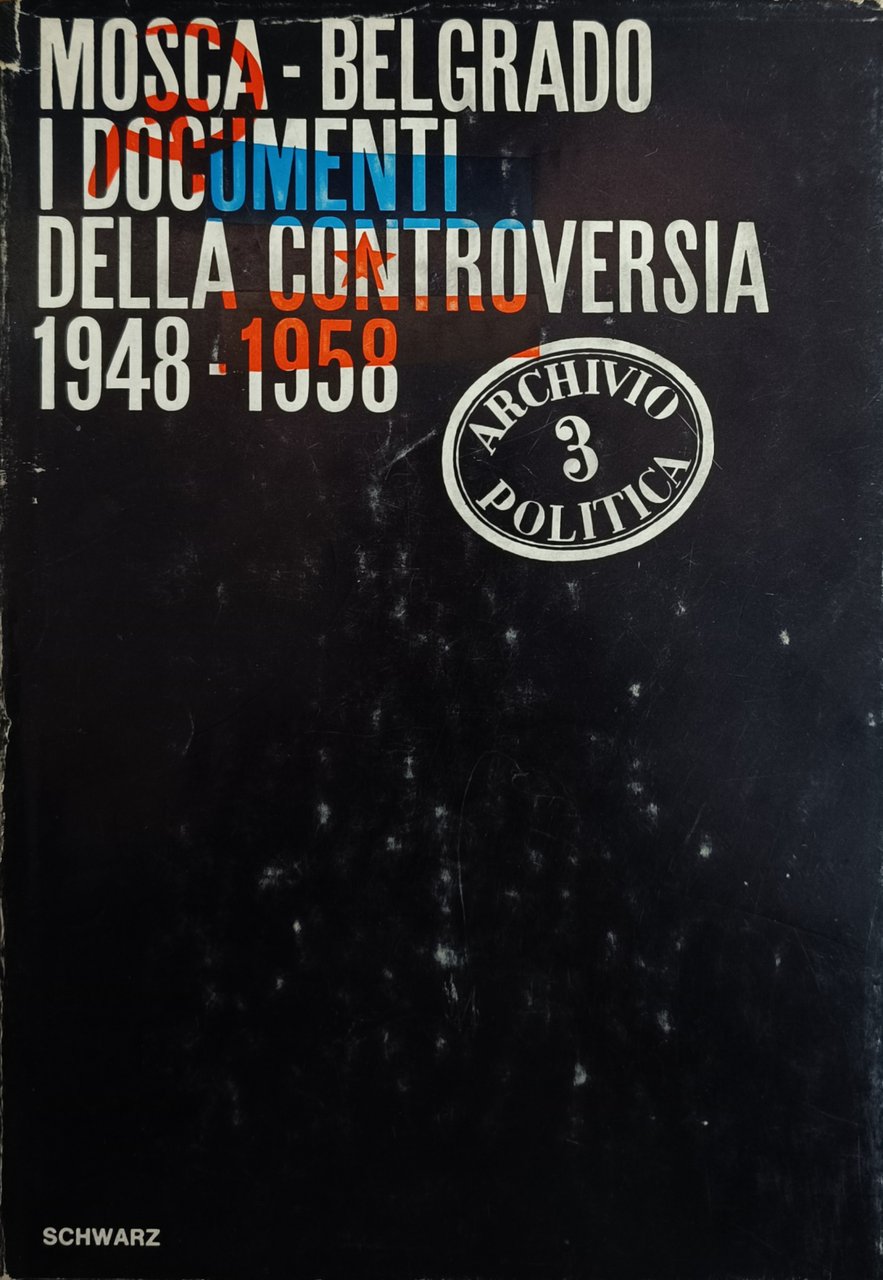 MOSCA - BELGRADO
I DOCUMENTI
DELLA CONTROVERSIA
1948 - 1958
ARCHIVIO
3
POLITICA
SCHWARZ